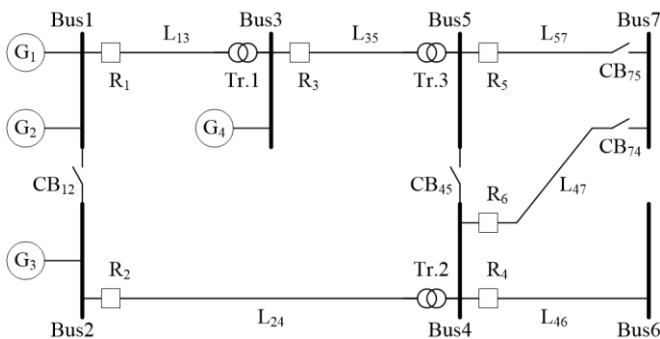 Bus1
Bus3
Bus5
Bus7
G₁
L₁₃
L₃₅
L₅₇
R₁
Tr.1
R₃
Tr.3
R₅
CB₇₅
G₂
G₄
CB₇₄
CB₁₂
CB₄₅
R₆
L₄₇
G₃
R₂
Tr.2
R₄
L₂₄
L₄₆
Bus2
Bus4
Bus6